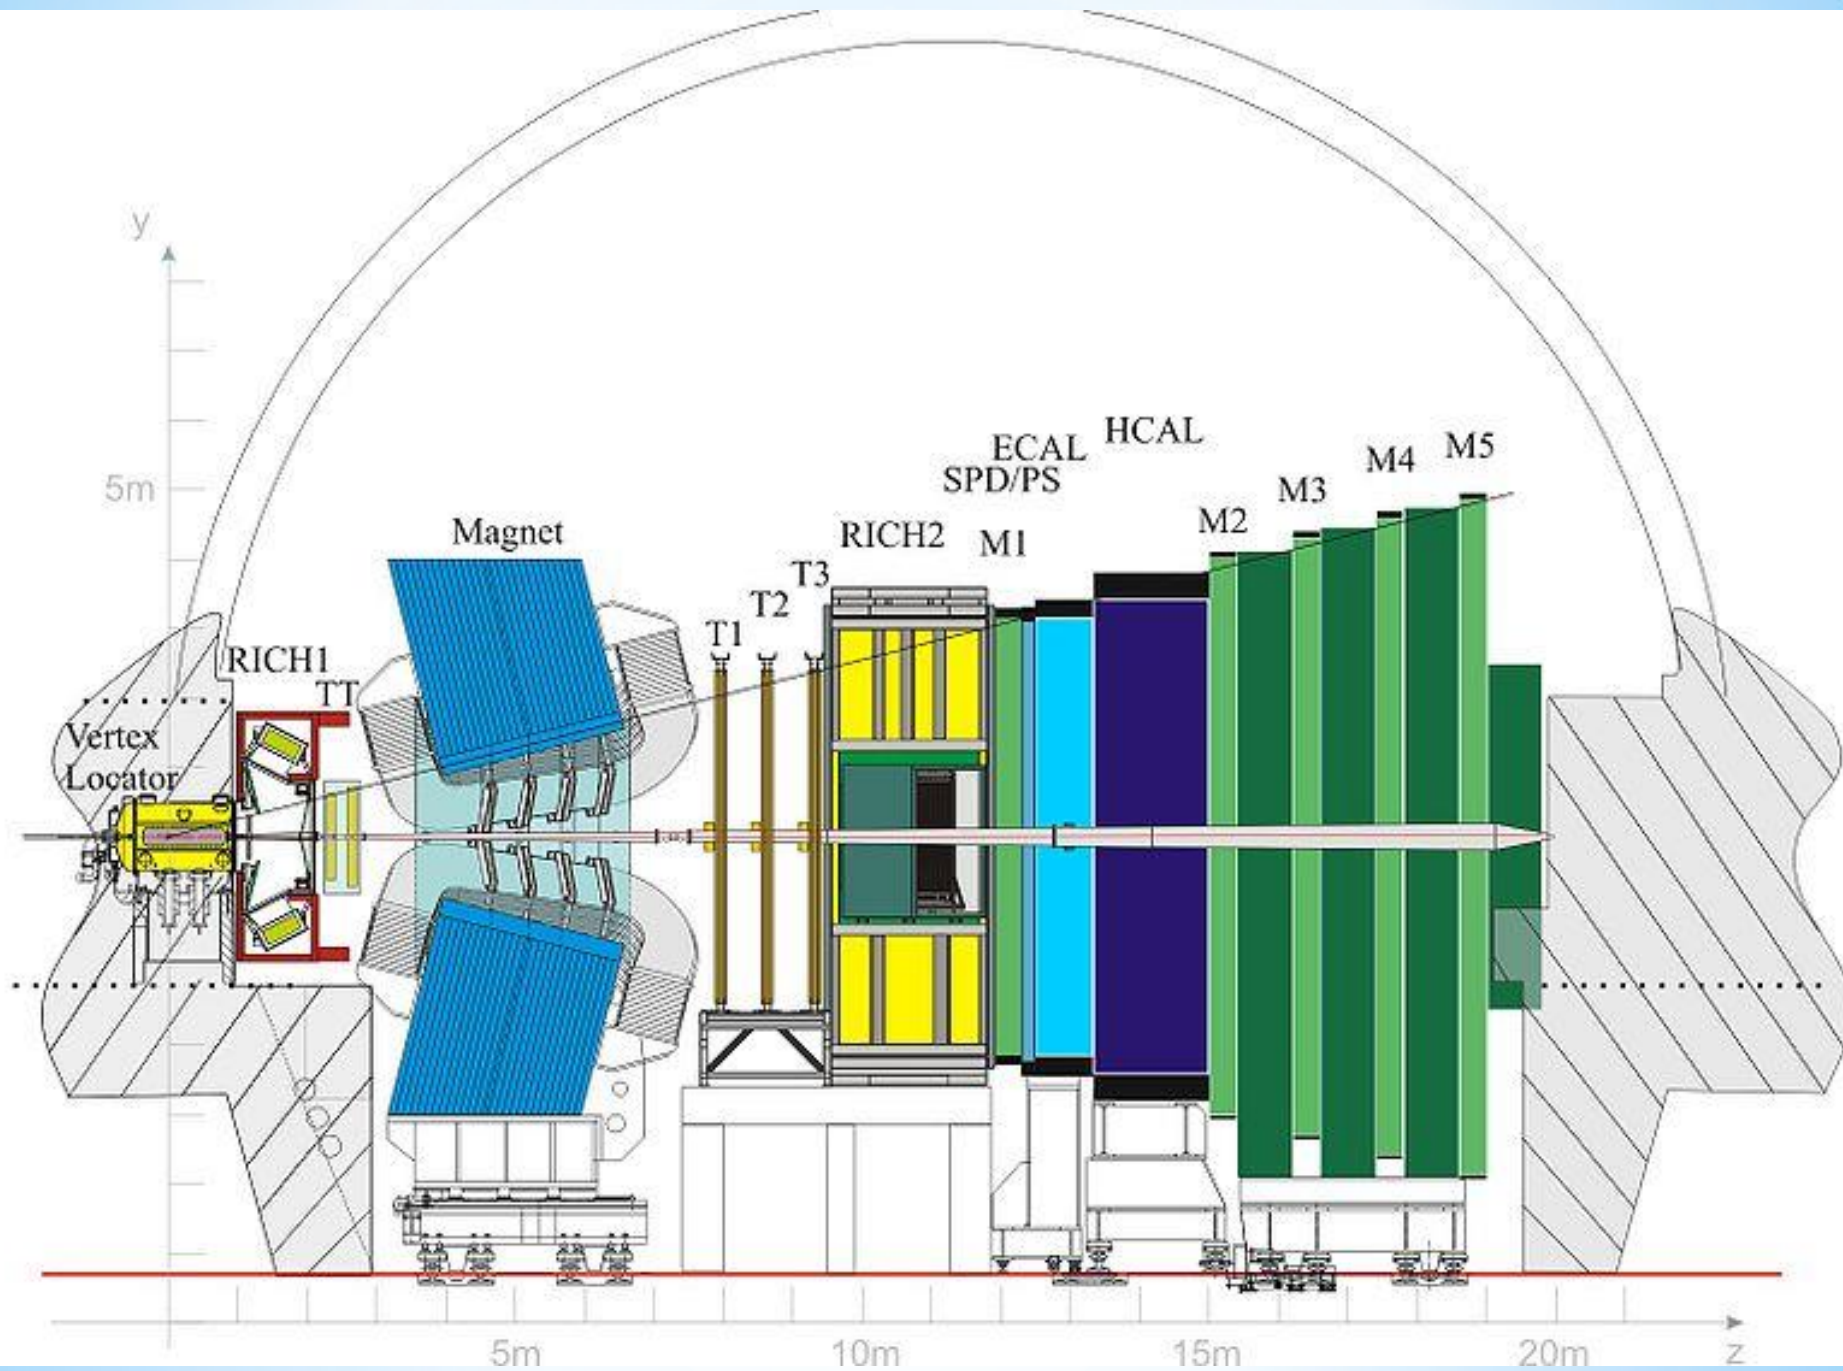 y
5m
Vertex
Locator
RICH1
TT
Magnet
T1
T2
T3
RICH2
M1
SPD/PS
ECAL
HCAL
M2
M3
M4
M5
5m
10m
15m
20m
z